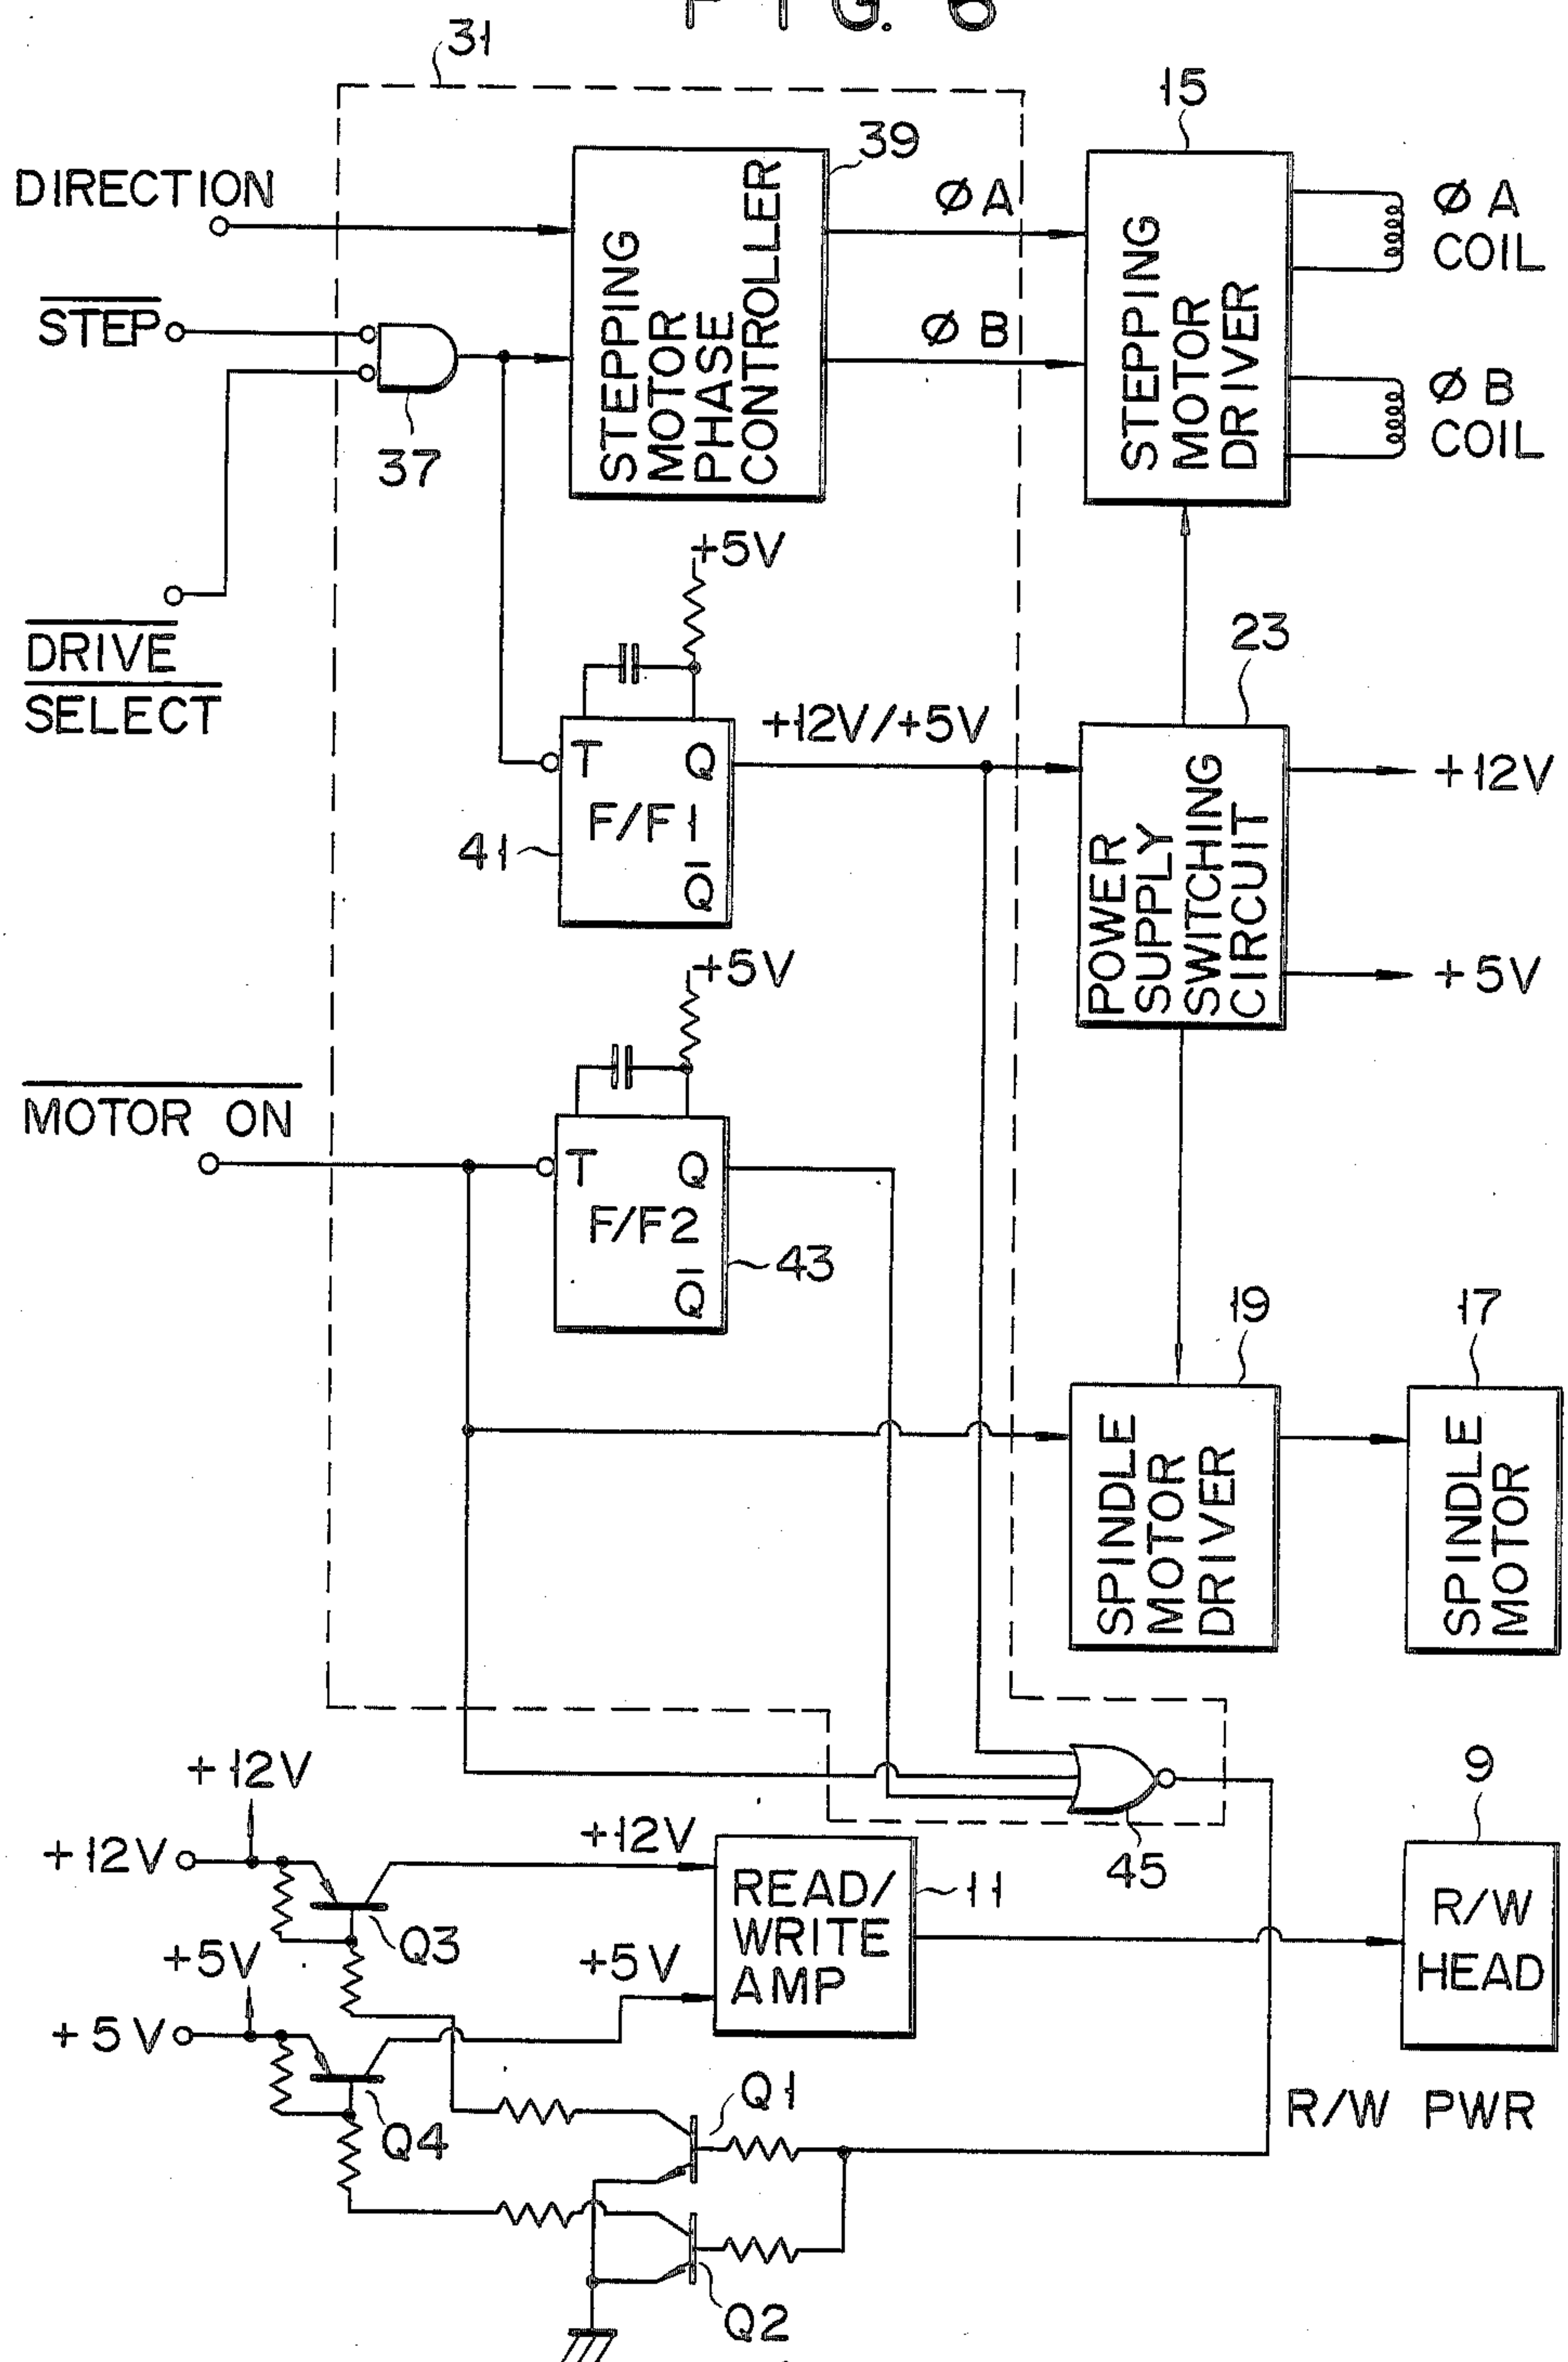 FIG. 6
31
15
39
DIRECTION
STEPPING
MOTOR
PHASE
CONTROLLER
ØA
STEPPING
MOTOR
DRIVER
Ø A
COIL
STEP
ØB
Ø B
COIL
37
+5V
DRIVE
SELECT
23
+12V/+5V
T Q
F/F1
Q̅
41
POWER
SUPPLY
SWITCHING
CIRCUIT
+12V
+5V
+5V
MOTOR ON
T Q
F/F2
Q̅
43
19
17
SPINDLE
MOTOR
DRIVER
SPINDLE
MOTOR
+12V
9
+12V
+12V
45
READ/
WRITE
AMP
11
R/W
HEAD
Q3
+5V
+5V
+5V
Q4
Q1
R/W PWR
Q2